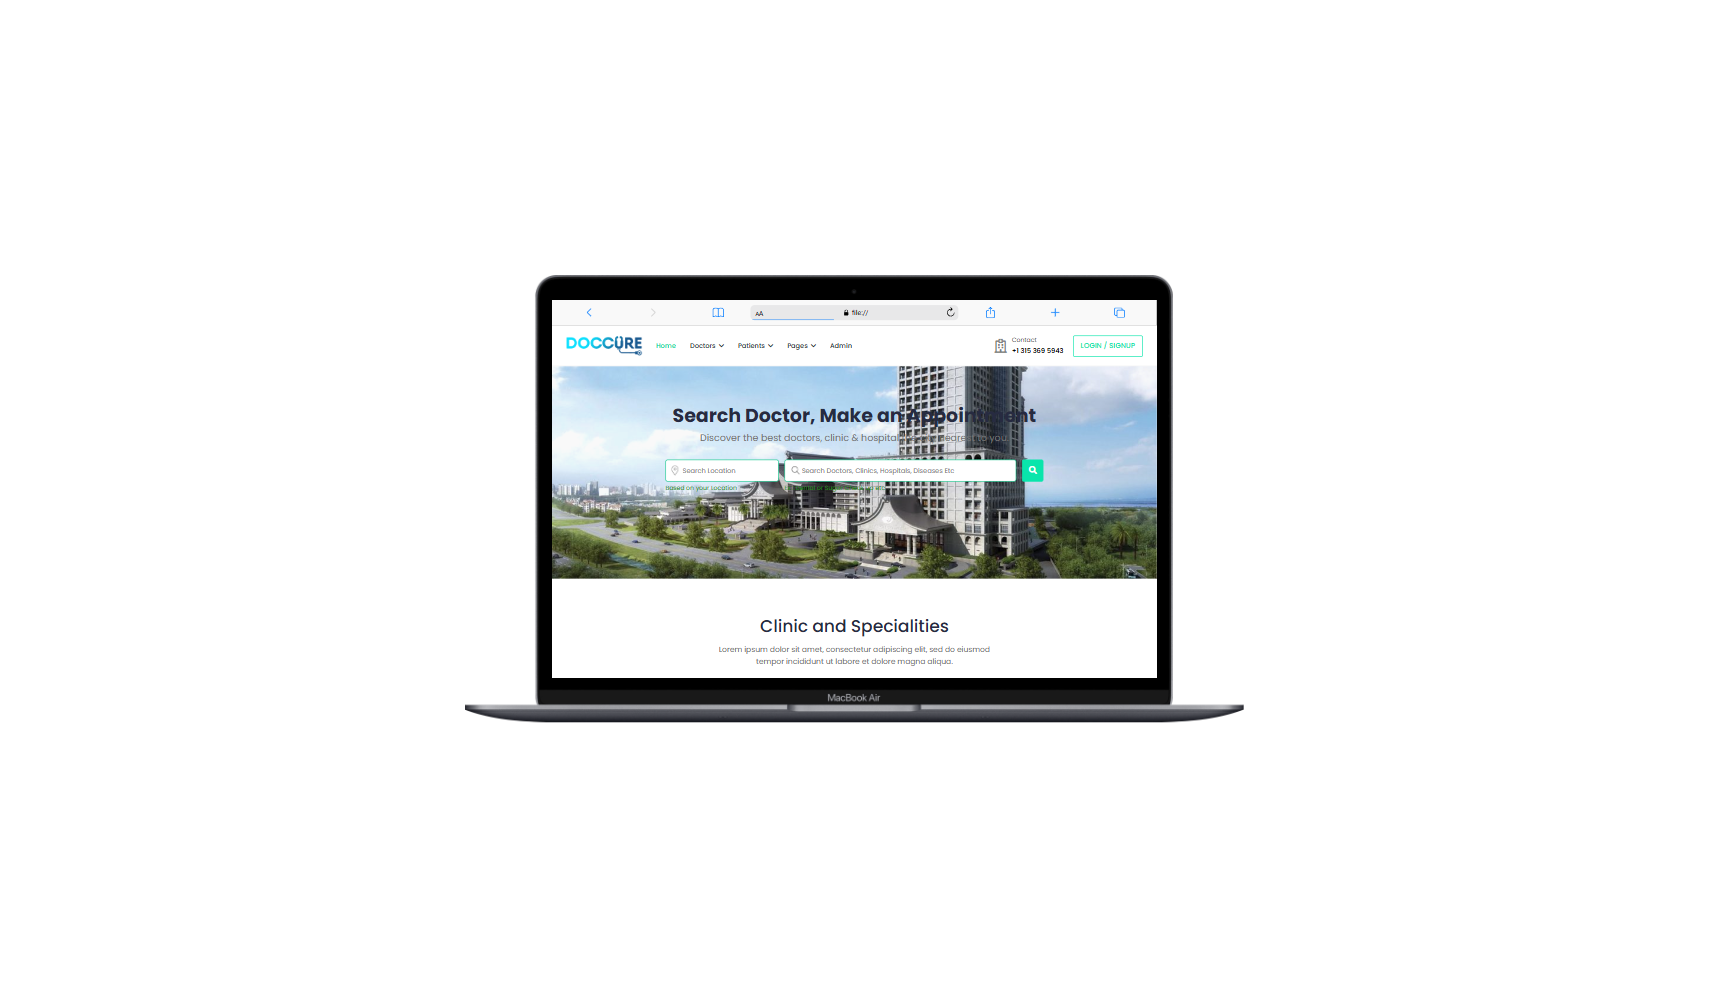 AA file://
DOCCURE Home Doctors Patients Pages Admin Contact
+1 315 369 5943 LOGIN / SIGNUP
Search Doctor, Make an Appointment
Discover the best doctors, clinic & hospital nearest to you
Search Location Search Doctors, Clinics, Hospitals, Diseases Etc
Based on your Location
Clinic and Specialities
Lorem ipsum dolor sit amet, consectetur adipiscing elit, sed do eiusmod
tempor incididunt ut labore et dolore magna aliqua.
MacBook Air